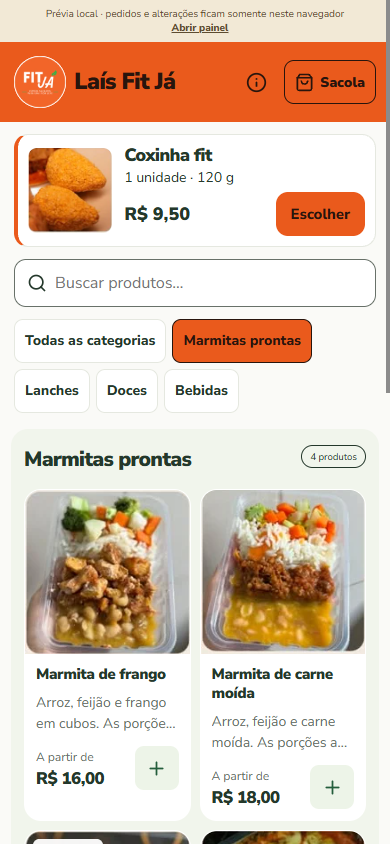 Prévia local · pedidos e alterações ficam somente neste navegador
Abrir painel
FIT
JÁ
Laís Fit Já
Sacola
Coxinha fit
1 unidade · 120 g
R$ 9,50
Escolher
Buscar produtos...
Todas as categorias
Marmitas prontas
Lanches
Doces
Bebidas
Marmitas prontas
4 produtos
Marmita de frango
Arroz, feijão e frango
em cubos. As porçõe...
A partir de
R$ 16,00
Marmita de carne
moída
Arroz, feijão e carne
moída. As porções a...
A partir de
R$ 18,00